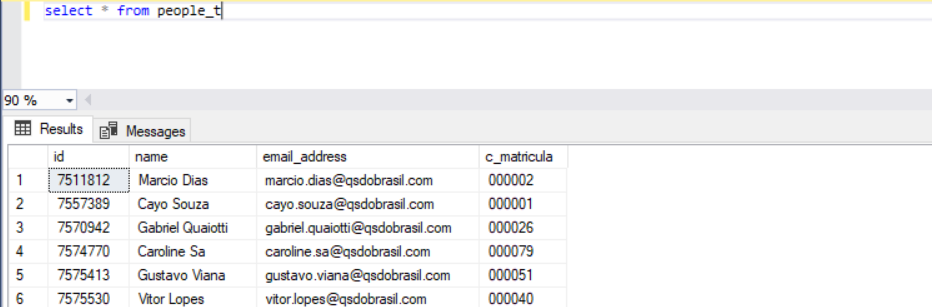 select * from people_t
90 %
Results Messages
id name email_address c_matricula
1 7511812 Marcio Dias marcio.dias@qsdobrasil.com 000002
2 7557389 Cayo Souza cayo.souza@qsdobrasil.com 000001
3 7570942 Gabriel Quaiotti gabriel.quaiotti@qsdobrasil.com 000026
4 7574770 Caroline Sa caroline.sa@qsdobrasil.com 000079
5 7575413 Gustavo Viana gustavo.viana@qsdobrasil.com 000051
6 7575530 Vitor Lopes vitor.lopes@qsdobrasil.com 000040